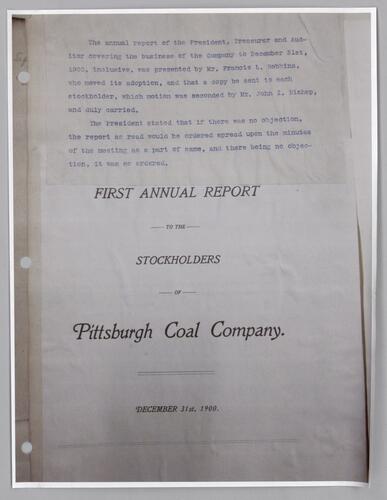 The annual report of the President, Treasurer and Aud-
itor covering the business of the Company to December 31st,
1900, inclusive, was presented by Mr. Francis L. Robbins,
who moved its adoption, and that a copy be sent to each
stockholder, which motion was seconded by Mr. John I. Bishop,
and duly carried.
The President stated that if there was no objection,
the report as read would be ordered spread upon the minutes
of the meeting as a part of same, and there being no objec-
tion, it was so ordered.
FIRST ANNUAL REPORT
TO THE
STOCKHOLDERS
OF
Pittsburgh Coal Company.
DECEMBER 31st, 1900.